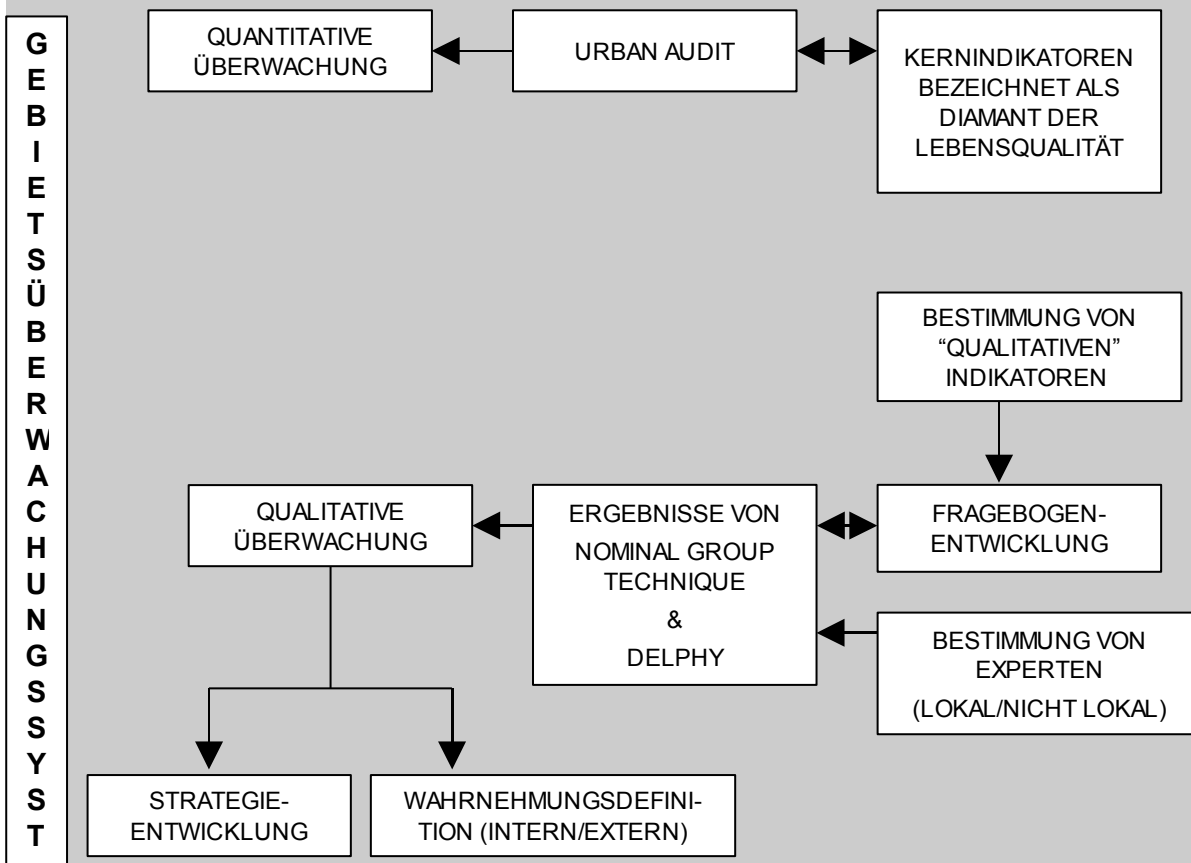 GEBIETSÜBERWACHUNGSSYST
QUANTITATIVE
ÜBERWACHUNG
URBAN AUDIT
KERNINDIKATOREN
BEZEICHNET ALS
DIAMANT DER
LEBENSQUALITÄT
BESTIMMUNG VON
“QUALITATIVEN”
INDIKATOREN
QUALITATIVE
ÜBERWACHUNG
ERGEBNISSE VON
NOMINAL GROUP
TECHNIQUE
&
DELPHY
FRAGEBOGEN-
ENTWICKLUNG
BESTIMMUNG VON
EXPERTEN
(LOKAL/NICHT LOKAL)
STRATEGIE-
ENTWICKLUNG
WAHRNEHMUNGSDEFINI-
TION (INTERN/EXTERN)